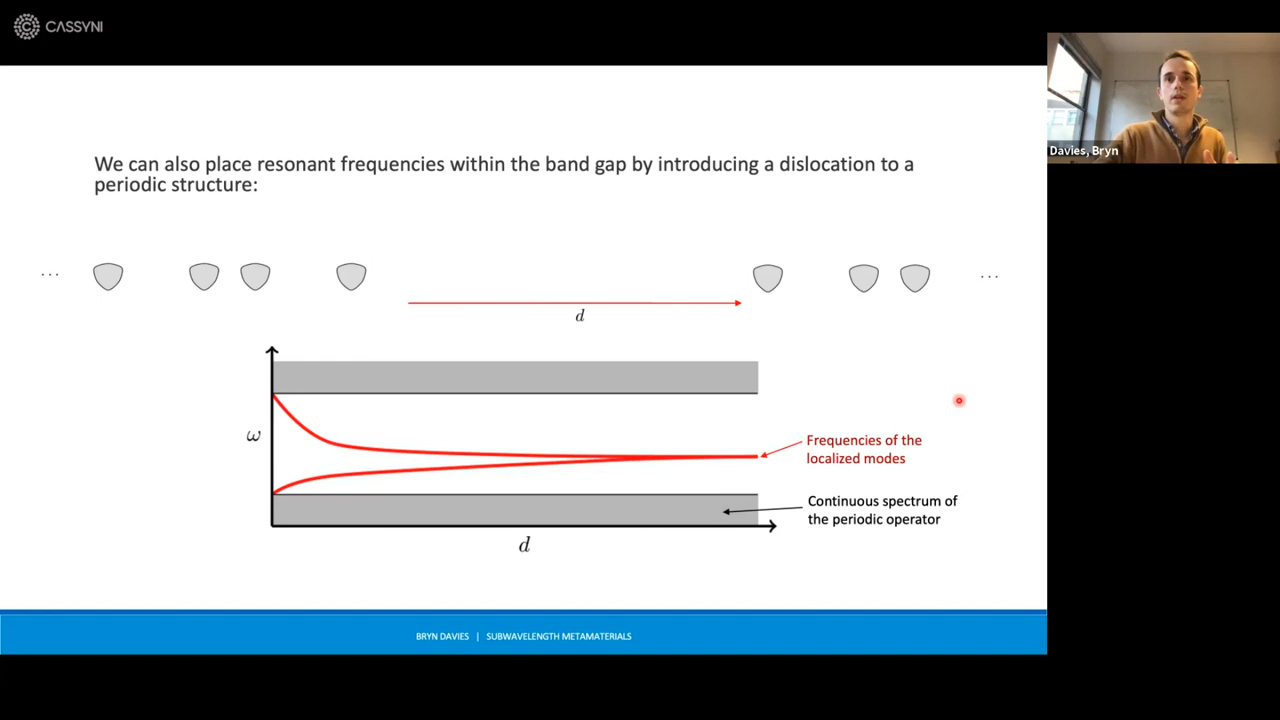 CASSYNI
We can also place resonant frequencies within the band gap by introducing a dislocation to a
periodic structure:
... ...
d
ω
Frequencies of the
localized modes
Continuous spectrum of
the periodic operator
d
BRYN DAVIES | SUBWAVELENGTH METAMATERIALS
Davies, Bryn